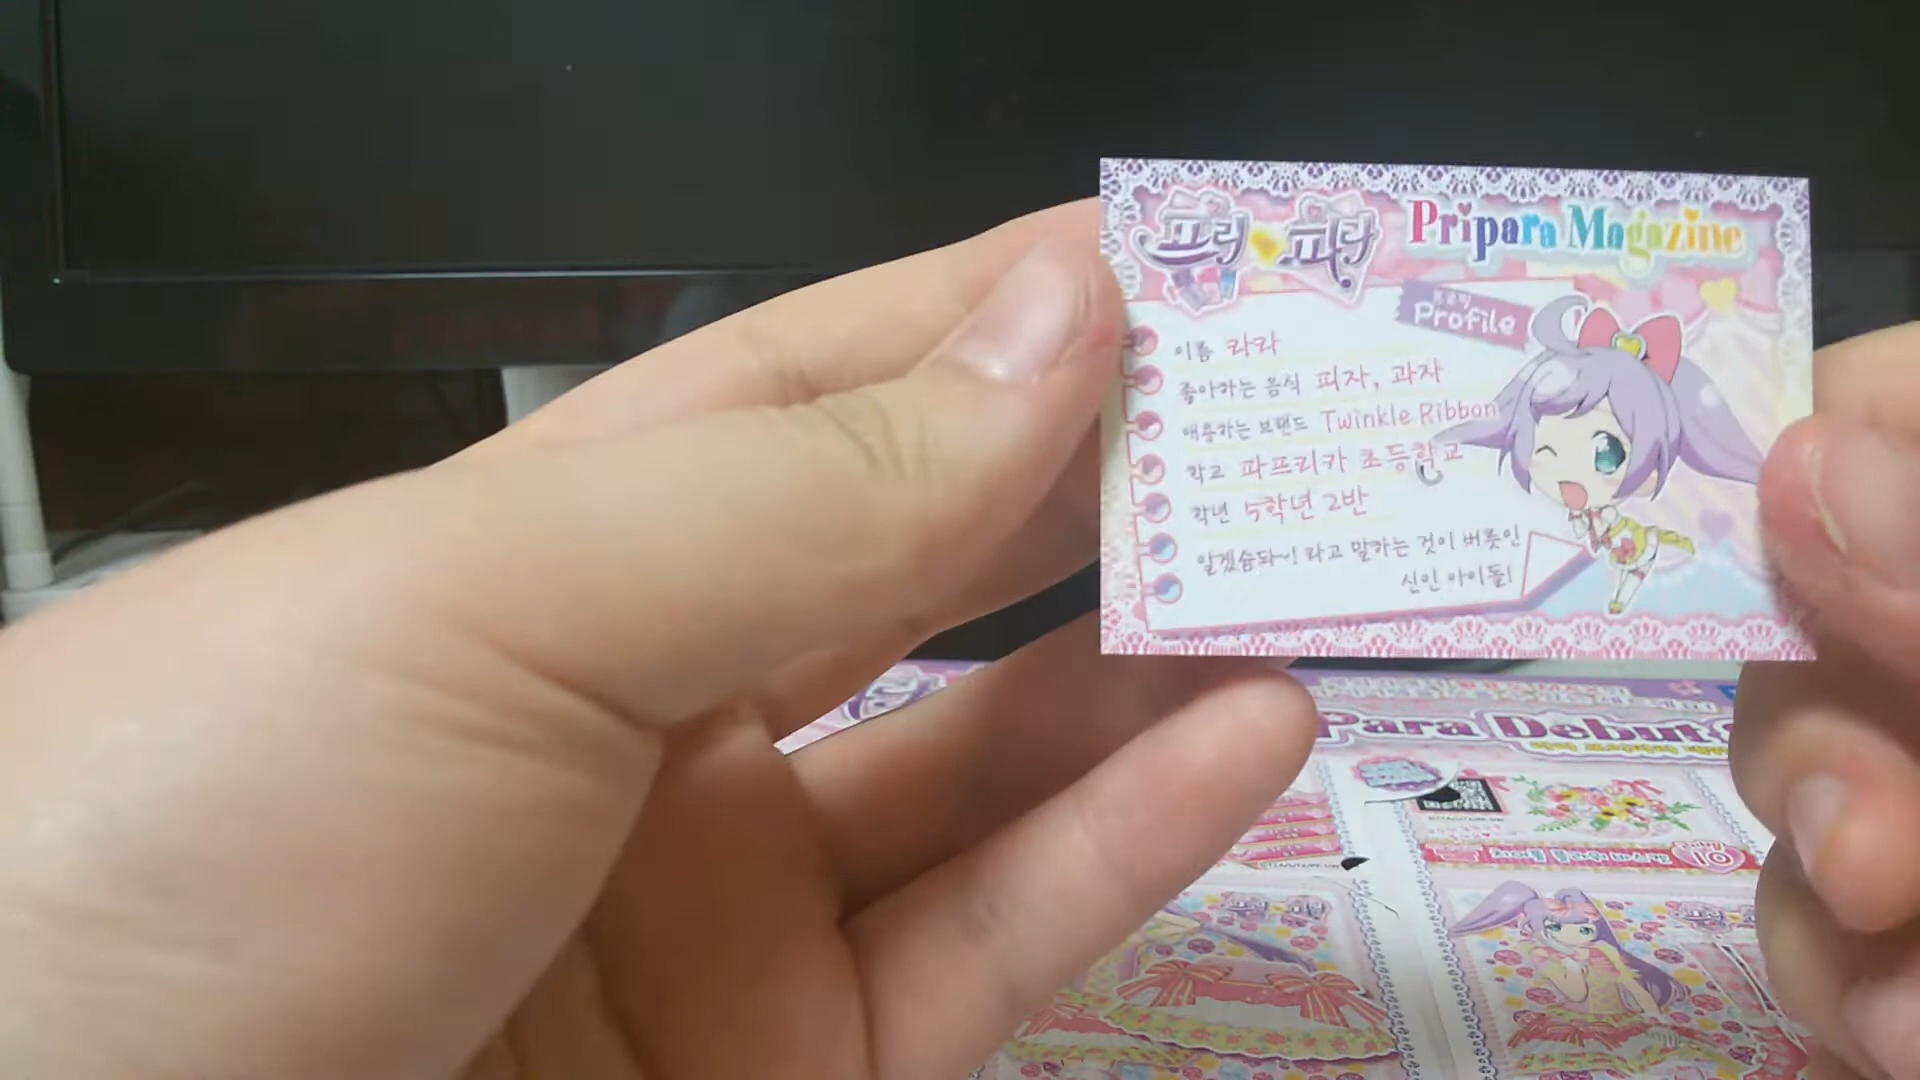 프리 파라 Pripara Magazine
프로필
Profile
이름 라라
좋아하는 음식 피자, 과자
애용하는 브랜드 Twinkle Ribbon
학교 파프리카 초등학교
학년 5학년 2반
알겠슴돠~! 라고 말하는 것이 버릇인
신인 아이돌!
Para Debut
10